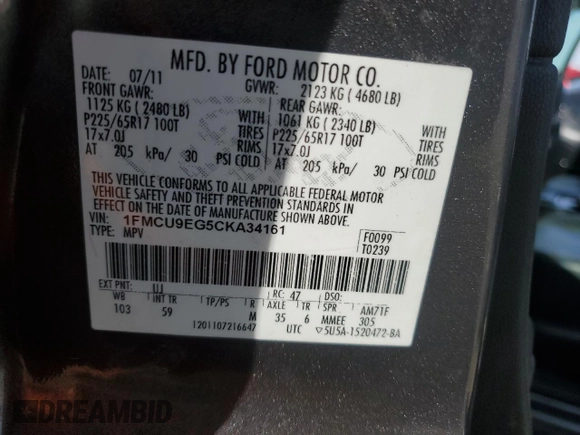 MFD. BY FORD MOTOR CO.
DATE: 07/11 GVWR: 2123 KG ( 4680 LB)
FRONT GAWR: REAR GAWR:
1125 KG ( 2480 LB) WITH 1061 KG ( 2340 LB) WITH
P225/65R17 100T TIRES P225/65R17 100T TIRES
17x7.0J RIMS 17x7.0J RIMS
AT 205 kPa/ 30 PSI COLD AT 205 kPa/ 30 PSI COLD
THIS VEHICLE CONFORMS TO ALL APPLICABLE FEDERAL MOTOR
VEHICLE SAFETY, BUMPER, AND THEFT PREVENTION STANDARDS IN
EFFECT ON THE DATE OF MANUFACTURE SHOWN ABOVE.
VIN: 1FMCU9EG5CKA34161
TYPE: MPV
F0099
T0239
EXT PNT: UJ RC: 47 DSO:
WB INT TR TP/PS R AXLE TR SPR AM71F
103 59 M 35 6 MMEE 305
1201107216647 UTC 5U5A-1520472-BA
DREAMBID